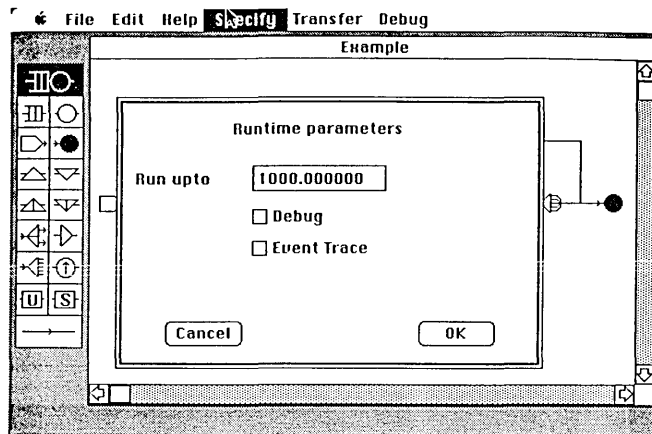 File Edit Help Specify Transfer Debug
Example
Runtime parameters
Run upto 1000.000000
Debug
Event Trace
U S
Cancel OK